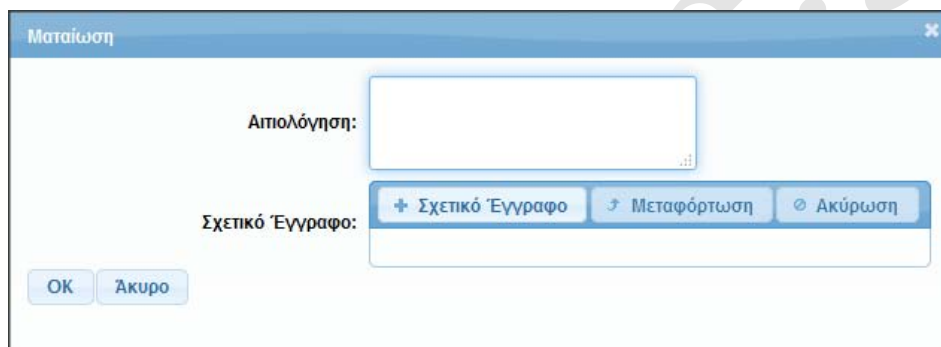 Ματαίωση
Αιτιολόγηση:
Σχετικό Έγγραφο:
Σχετικό Έγγραφο Μεταφόρτωση Ακύρωση
OK Άκυρο